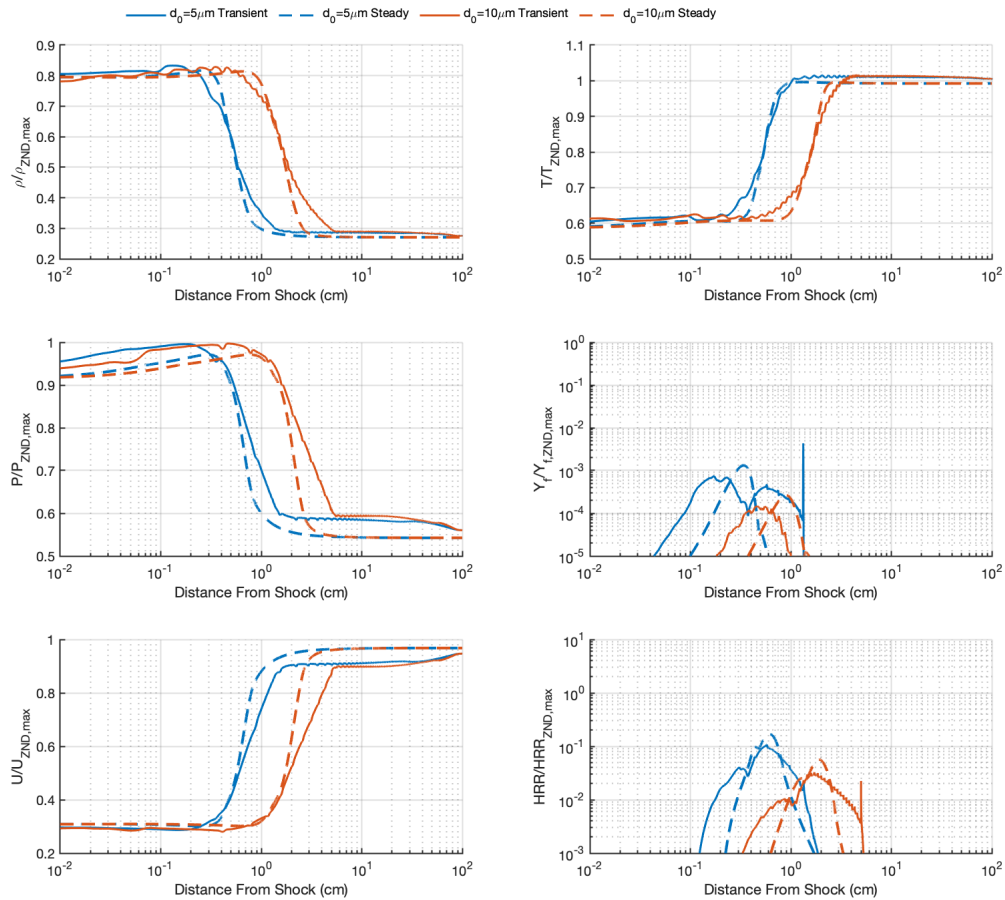 d0=5μm Transient d0=5μm Steady d0=10μm Transient d0=10μm Steady
0.9
0.8
0.7
0.6
0.5
0.4
0.3
0.2
ρ/ρZND,max
10-2 10-1 100 101 102
Distance From Shock (cm)
1.1
1
0.9
0.8
0.7
0.6
0.5
T/TZND,max
10-2 10-1 100 101 102
Distance From Shock (cm)
1
0.9
0.8
0.7
0.6
0.5
P/PZND,max
10-2 10-1 100 101 102
Distance From Shock (cm)
100
10-1
10-2
10-3
10-4
10-5
Yf/Yf,ZND,max
10-2 10-1 100 101 102
Distance From Shock (cm)
1
0.8
0.6
0.4
0.2
U/UZND,max
10-2 10-1 100 101 102
Distance From Shock (cm)
101
100
10-1
10-2
10-3
HRR/HRRZND,max
10-2 10-1 100 101 102
Distance From Shock (cm)